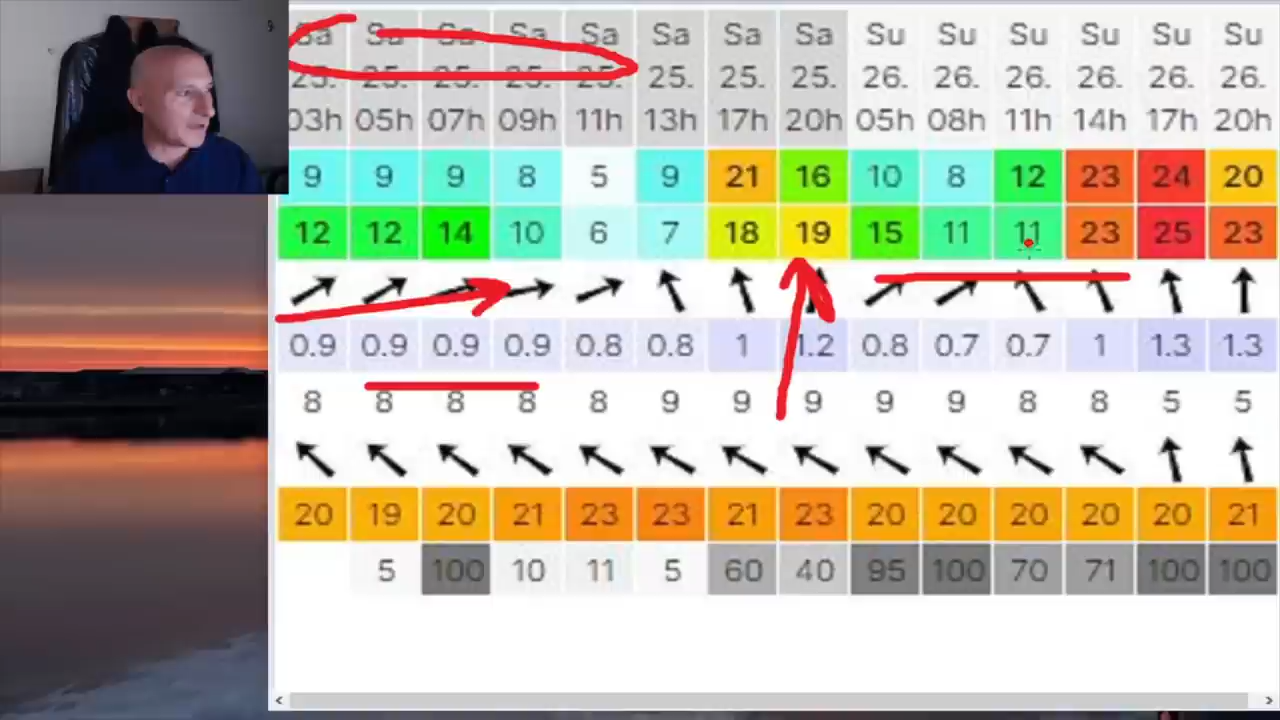 Sa Sa Sa Sa Sa Sa Sa Sa Su Su Su Su Su Su
25. 25. 25. 25. 25. 25. 25. 25. 26. 26. 26. 26. 26. 26.
03h 05h 07h 09h 11h 13h 17h 20h 05h 08h 11h 14h 17h 20h
9 9 9 8 5 9 21 16 10 8 12 23 24 20
12 12 14 10 6 7 18 19 15 11 11 23 25 23
0.9 0.9 0.9 0.9 0.8 0.8 1 1.2 0.8 0.7 0.7 1 1.3 1.3
8 8 8 8 8 9 9 9 9 9 8 8 5 5
20 19 20 21 23 23 21 23 20 20 20 20 20 21
5 100 10 11 5 60 40 95 100 70 71 100 100